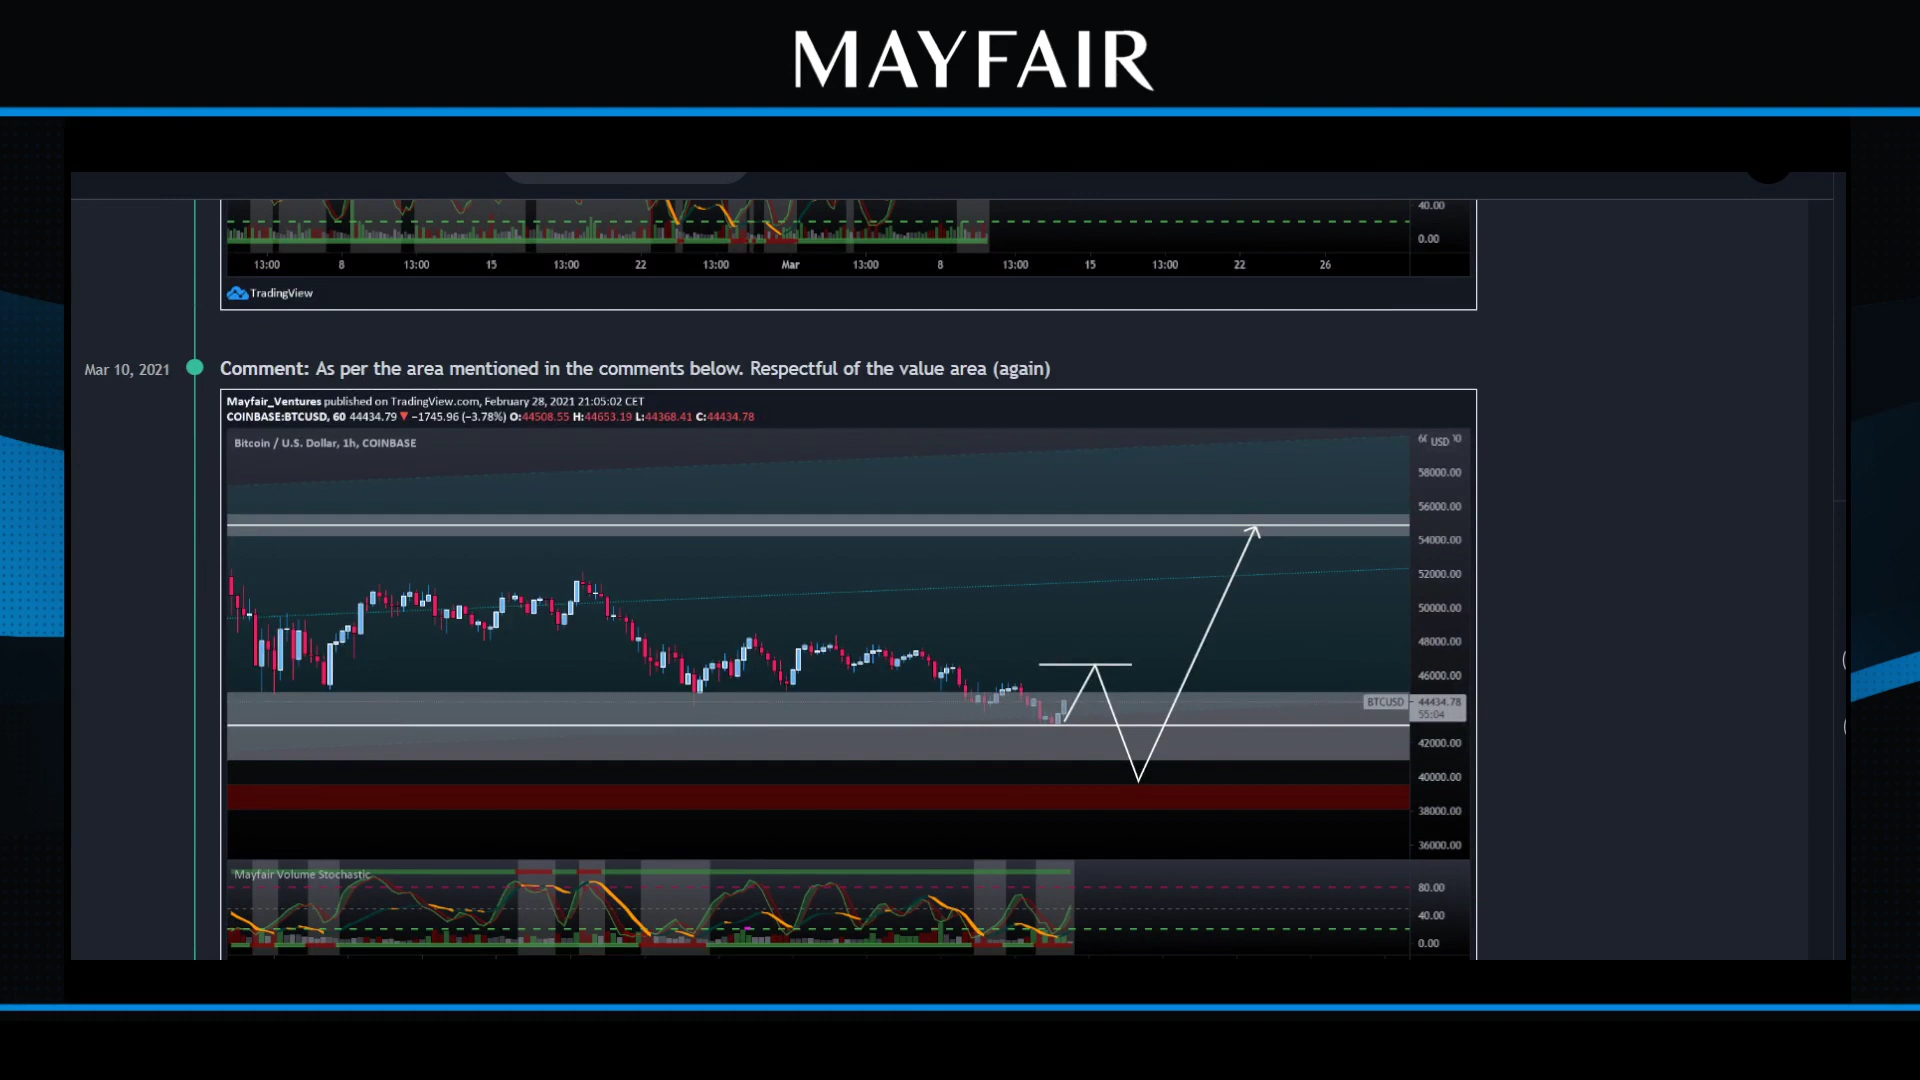 MAYFAIR
40.00
0.00
13:00 8 13:00 15 13:00 22 13:00 Mar 13:00 8 13:00 15 13:00 22 26
TradingView
Mar 10, 2021
Comment: As per the area mentioned in the comments below. Respectful of the value area (again)
Mayfair_Ventures published on TradingView.com, February 28, 2021 21:05:02 CET
COINBASE:BTCUSD, 60 44434.79 ▼ −1745.96 (−3.78%) O:44508.55 H:44653.19 L:44368.41 C:44434.78
Bitcoin / U.S. Dollar, 1h, COINBASE
USD
58000.00
56000.00
54000.00
52000.00
50000.00
48000.00
46000.00
BTCUSD 44434.78
55:04
42000.00
40000.00
38000.00
36000.00
Mayfair Volume Stochastic
80.00
40.00
0.00